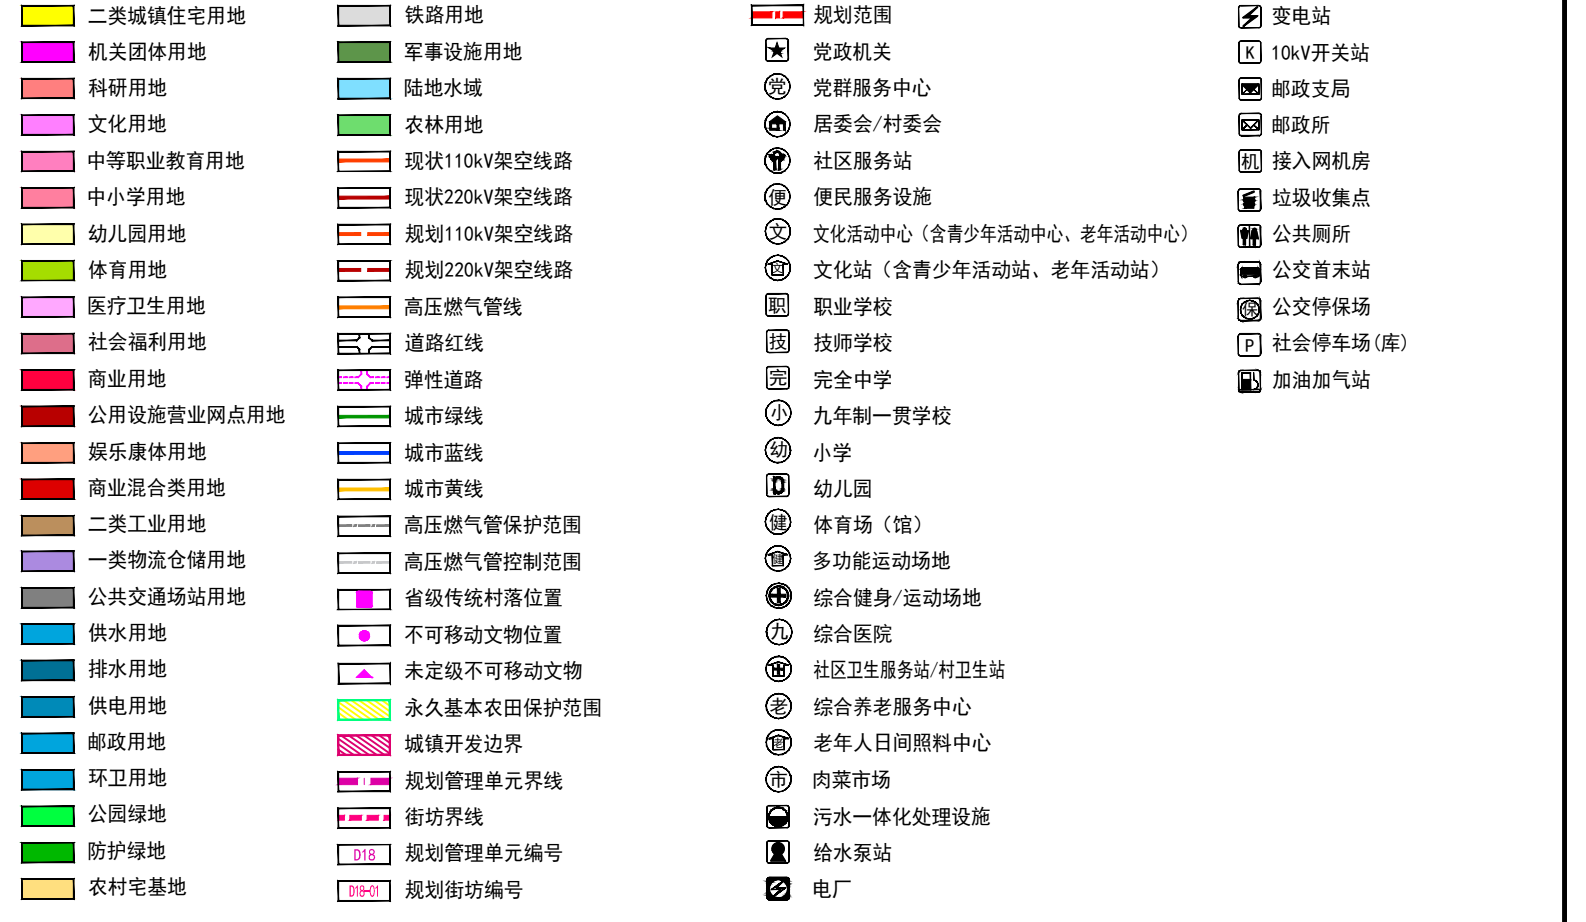 二类城镇住宅用地
机关团体用地
科研用地
文化用地
中等职业教育用地
中小学用地
幼儿园用地
体育用地
医疗卫生用地
社会福利用地
商业用地
公用设施营业网点用地
娱乐康体用地
商业混合类用地
二类工业用地
一类物流仓储用地
公共交通场站用地
供水用地
排水用地
供电用地
邮政用地
环卫用地
公园绿地
防护绿地
农村宅基地
铁路用地
军事设施用地
陆地水域
农林用地
现状110kV架空线路
现状220kV架空线路
规划110kV架空线路
规划220kV架空线路
高压燃气管线
道路红线
弹性道路
城市绿线
城市蓝线
城市黄线
高压燃气管保护范围
高压燃气管控制范围
省级传统村落位置
不可移动文物位置
未定级不可移动文物
永久基本农田保护范围
城镇开发边界
规划管理单元界线
街坊界线
D18 规划管理单元编号
D18-01 规划街坊编号
规划范围
党政机关
党 党群服务中心
居委会/村委会
社区服务站
便 便民服务设施
文 文化活动中心（含青少年活动中心、老年活动中心）
文化站（含青少年活动站、老年活动站）
职 职业学校
技 技师学校
完 完全中学
小 九年制一贯学校
幼 小学
幼儿园
健 体育场（馆）
多功能运动场地
综合健身/运动场地
九 综合医院
社区卫生服务站/村卫生站
老 综合养老服务中心
老年人日间照料中心
市 肉菜市场
污水一体化处理设施
给水泵站
电厂
变电站
K 10kV开关站
邮政支局
邮政所
机 接入网机房
垃圾收集点
公共厕所
公交首末站
保 公交停保场
P 社会停车场(库)
加油加气站